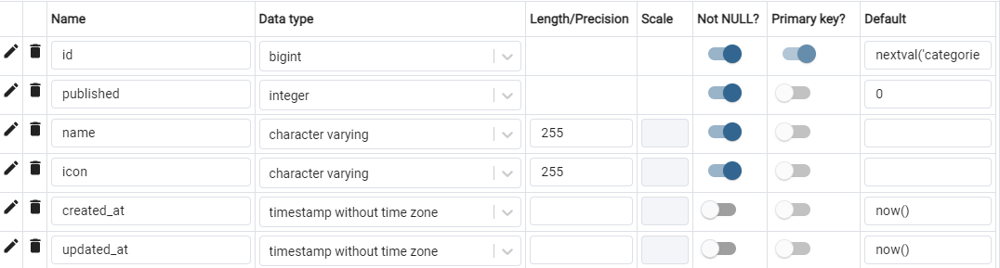 Name Data type Length/Precision Scale Not NULL? Primary key? Default
id bigint nextval('categorie
published integer 0
name character varying 255
icon character varying 255
created_at timestamp without time zone now()
updated_at timestamp without time zone now()